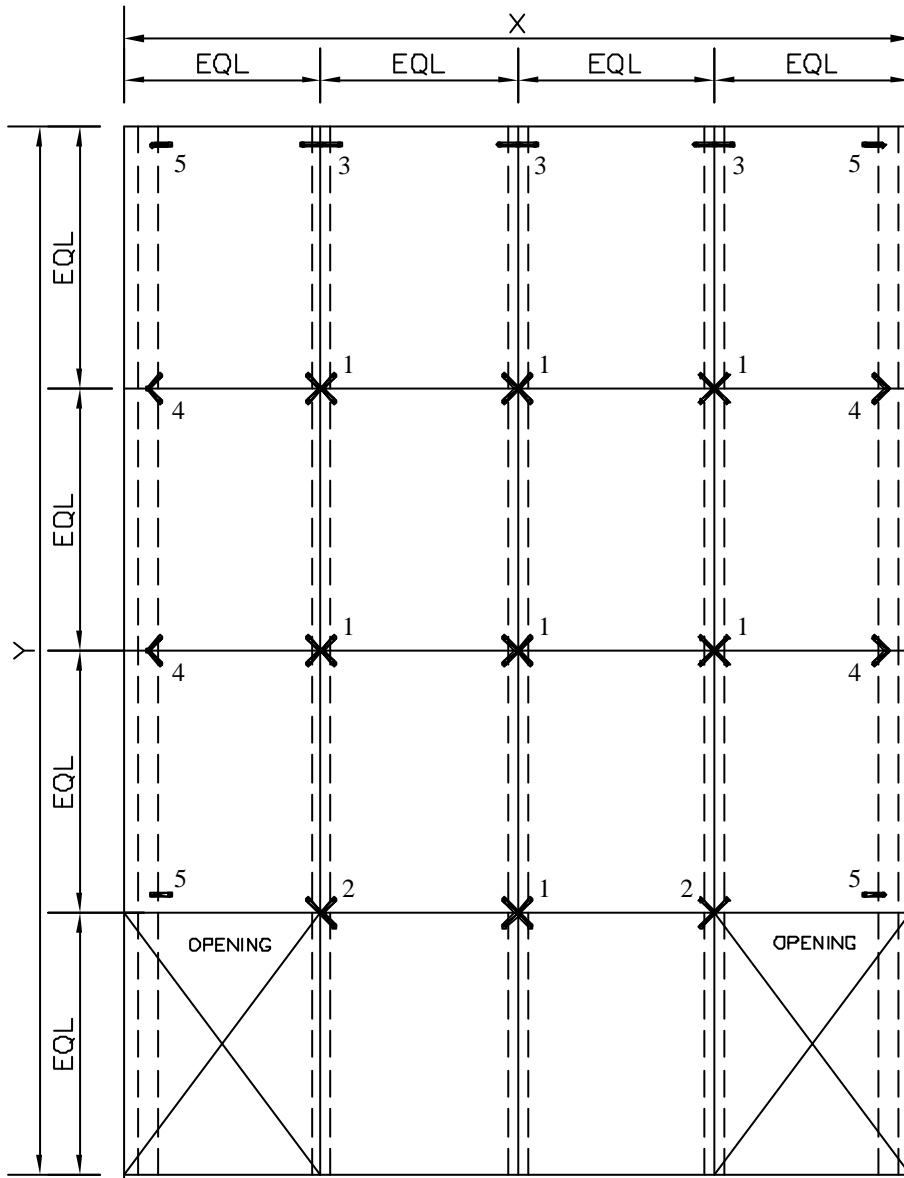 X
EQL EQL EQL EQL
5 3 3 3 5
EQL
1 1 1
4 4
EQL
Y
1 1 1
4 4
EQL
5 2 1 2 5
OPENING OPENING
EQL